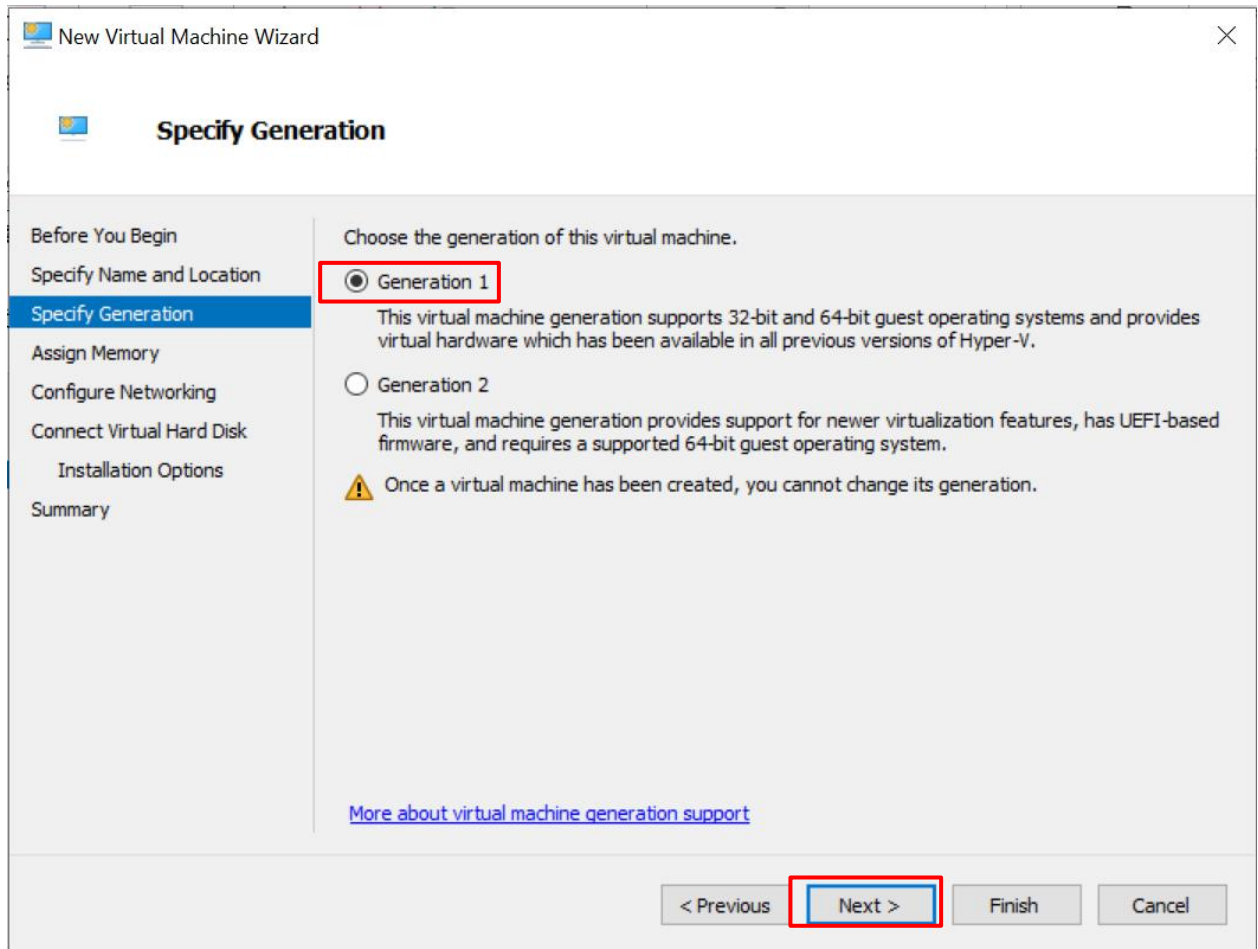 New Virtual Machine Wizard
Specify Generation
Before You Begin
Specify Name and Location
Specify Generation
Assign Memory
Configure Networking
Connect Virtual Hard Disk
Installation Options
Summary
Choose the generation of this virtual machine.
Generation 1
This virtual machine generation supports 32-bit and 64-bit guest operating systems and provides
virtual hardware which has been available in all previous versions of Hyper-V.
Generation 2
This virtual machine generation provides support for newer virtualization features, has UEFI-based
firmware, and requires a supported 64-bit guest operating system.
Once a virtual machine has been created, you cannot change its generation.
More about virtual machine generation support
< Previous
Next >
Finish
Cancel